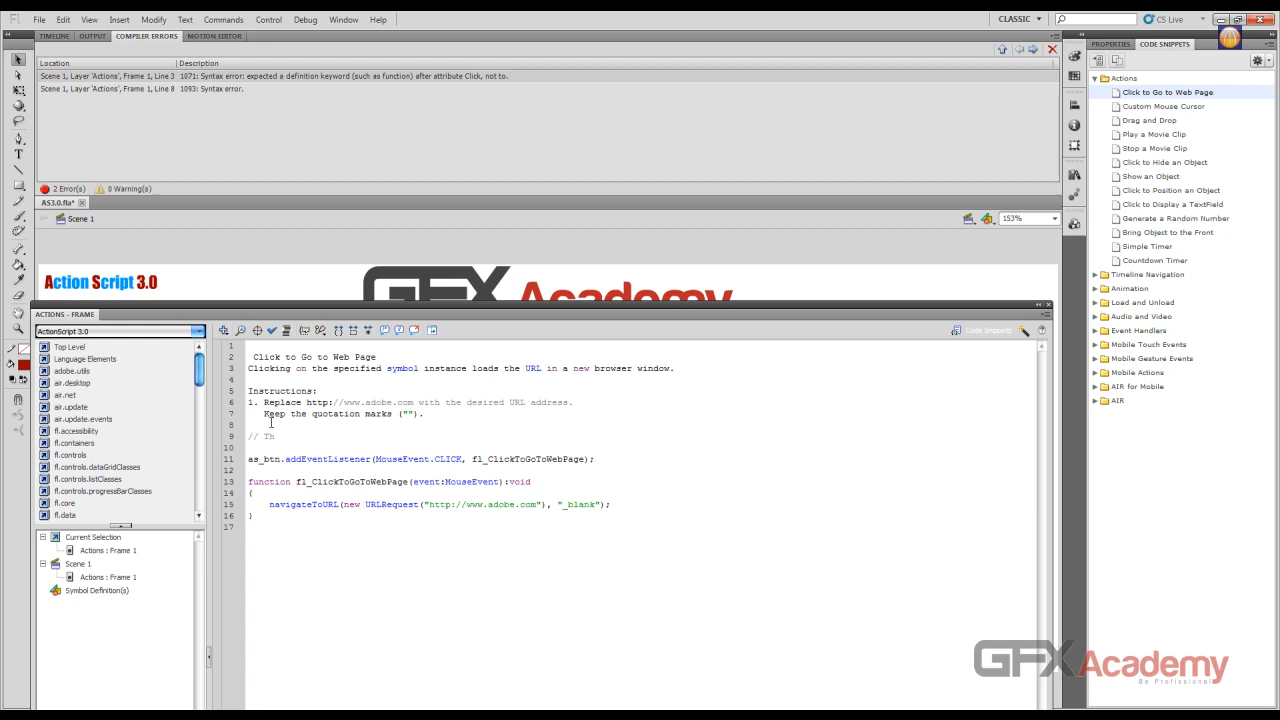 Fl File Edit View Insert Modify Text Commands Control Debug Window Help CLASSIC CS Live
TIMELINE OUTPUT COMPILER ERRORS MOTION EDITOR
Location Description
Scene 1, Layer 'Actions', Frame 1, Line 3 1071: Syntax error: expected a definition keyword (such as function) after attribute Click, not to.
Scene 1, Layer 'Actions', Frame 1, Line 8 1093: Syntax error.
2 Error(s) 0 Warning(s)
AS3.0.fla*
Scene 1 153%
Action Script 3.0
GFX Academy
ACTIONS - FRAME
ActionScript 3.0
Code Snippets
Top Level
Language Elements
adobe.utils
air.desktop
air.net
air.update
air.update.events
fl.accessibility
fl.containers
fl.controls
fl.controls.dataGridClasses
fl.controls.listClasses
fl.controls.progressBarClasses
fl.core
fl.data
Current Selection
Actions : Frame 1
Scene 1
Actions : Frame 1
Symbol Definition(s)
1
2 Click to Go to Web Page
3 Clicking on the specified symbol instance loads the URL in a new browser window.
4
5 Instructions:
6 1. Replace http://www.adobe.com with the desired URL address.
7 Keep the quotation marks ("").
8
9 // Th
10
11 as_btn.addEventListener(MouseEvent.CLICK, fl_ClickToGoToWebPage);
12
13 function fl_ClickToGoToWebPage(event:MouseEvent):void
14 {
15 navigateToURL(new URLRequest("http://www.adobe.com"), "_blank");
16 }
17
PROPERTIES CODE SNIPPETS
Actions
Click to Go to Web Page
Custom Mouse Cursor
Drag and Drop
Play a Movie Clip
Stop a Movie Clip
Click to Hide an Object
Show an Object
Click to Position an Object
Click to Display a TextField
Generate a Random Number
Bring Object to the Front
Simple Timer
Countdown Timer
Timeline Navigation
Animation
Load and Unload
Audio and Video
Event Handlers
Mobile Touch Events
Mobile Gesture Events
Mobile Actions
AIR for Mobile
AIR
GFX Academy
Be Profissional